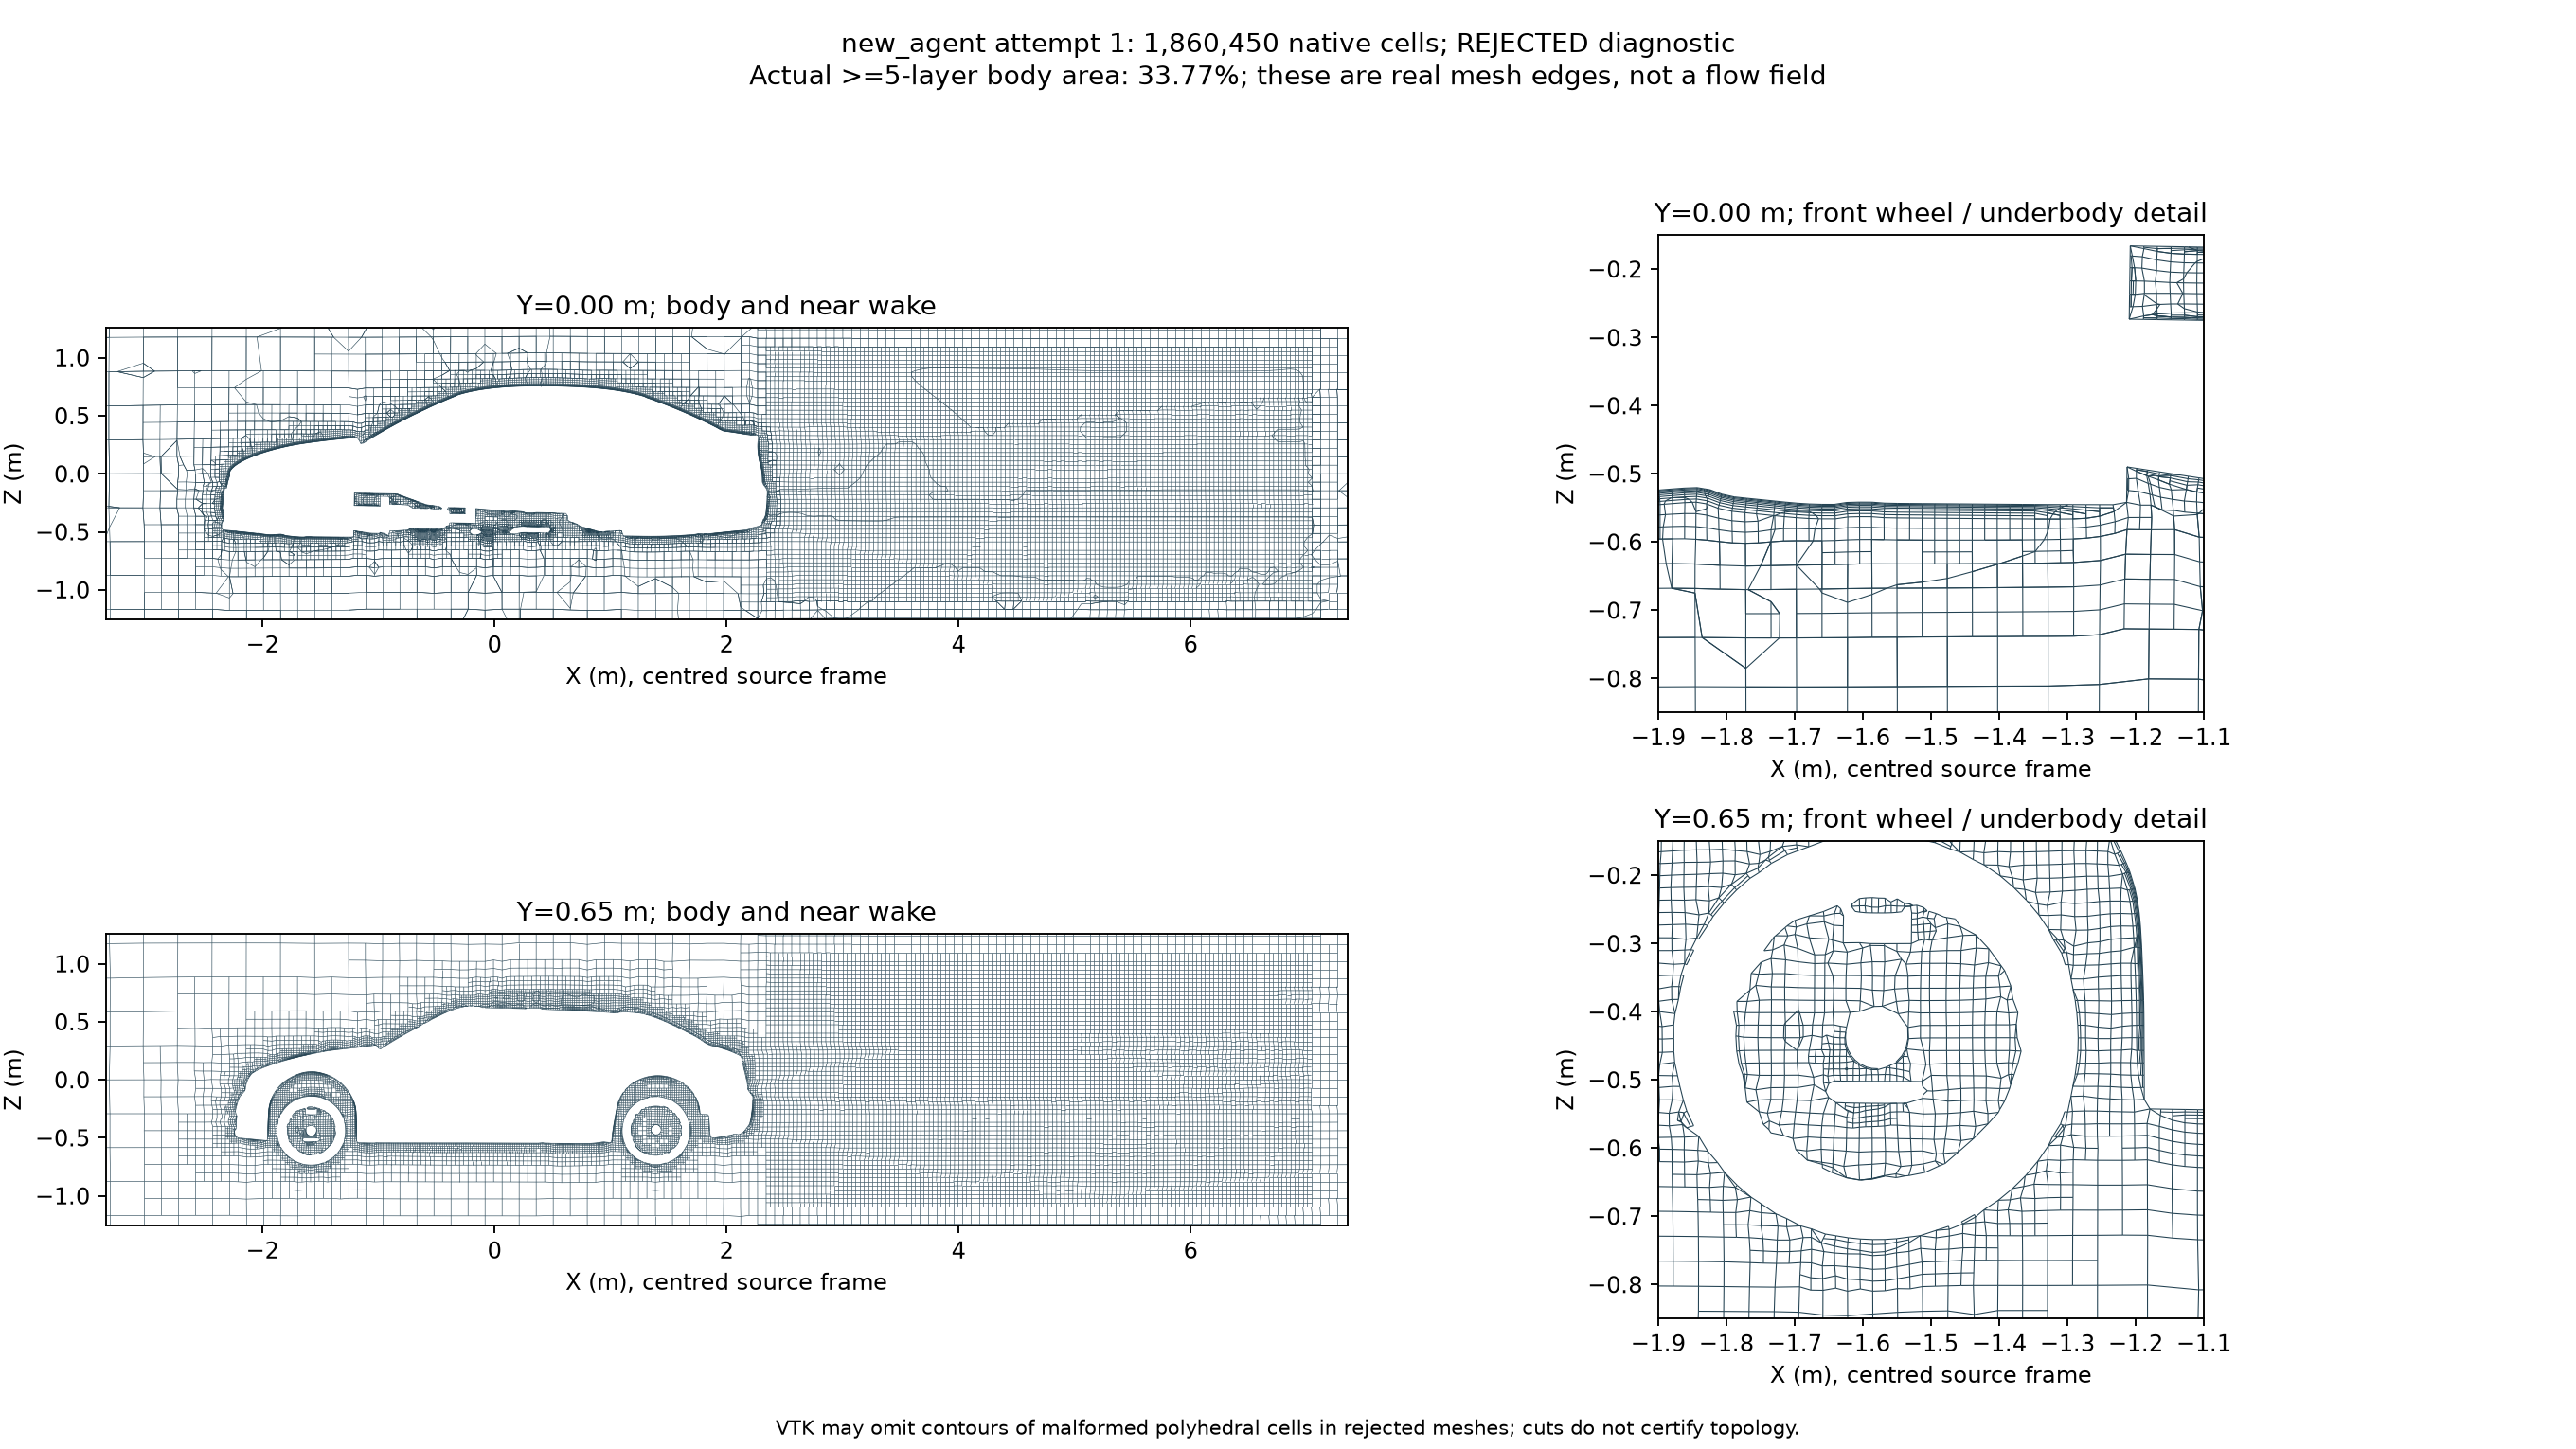 new_agent attempt 1: 1,860,450 native cells; REJECTED diagnostic
Actual >=5-layer body area: 33.77%; these are real mesh edges, not a flow field
Y=0.00 m; body and near wake
Z (m)
1.0
0.5
0.0
−0.5
−1.0
−2 0 2 4 6
X (m), centred source frame
Y=0.00 m; front wheel / underbody detail
Z (m)
−0.2
−0.3
−0.4
−0.5
−0.6
−0.7
−0.8
−1.9 −1.8 −1.7 −1.6 −1.5 −1.4 −1.3 −1.2 −1.1
X (m), centred source frame
Y=0.65 m; body and near wake
Z (m)
1.0
0.5
0.0
−0.5
−1.0
−2 0 2 4 6
X (m), centred source frame
Y=0.65 m; front wheel / underbody detail
Z (m)
−0.2
−0.3
−0.4
−0.5
−0.6
−0.7
−0.8
−1.9 −1.8 −1.7 −1.6 −1.5 −1.4 −1.3 −1.2 −1.1
X (m), centred source frame
VTK may omit contours of malformed polyhedral cells in rejected meshes; cuts do not certify topology.